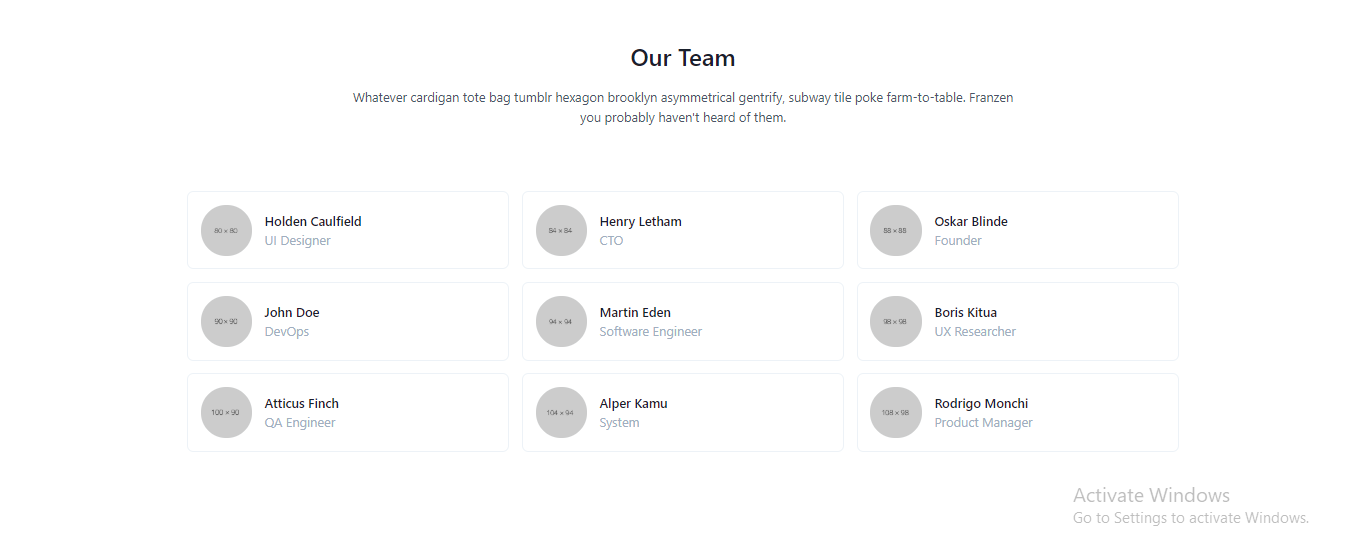 Our Team
Whatever cardigan tote bag tumblr hexagon brooklyn asymmetrical gentrify, subway tile poke farm-to-table. Franzen
you probably haven't heard of them.
80 × 80
Holden Caulfield
UI Designer
84 × 84
Henry Letham
CTO
88 × 88
Oskar Blinde
Founder
90 × 90
John Doe
DevOps
94 × 94
Martin Eden
Software Engineer
98 × 98
Boris Kitua
UX Researcher
100 × 90
Atticus Finch
QA Engineer
104 × 94
Alper Kamu
System
108 × 98
Rodrigo Monchi
Product Manager
Activate Windows
Go to Settings to activate Windows.